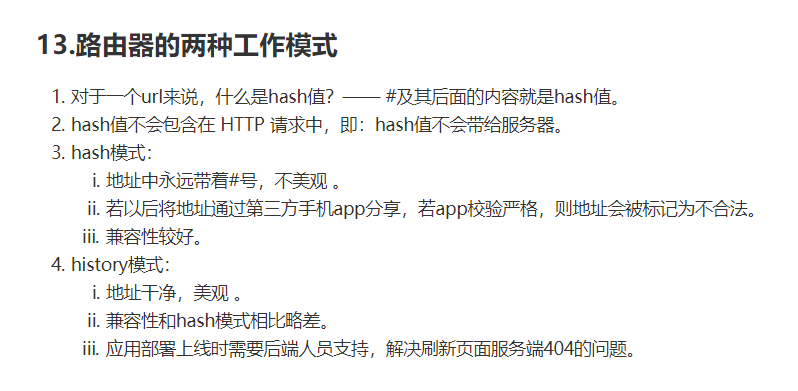 13.路由器的两种工作模式
1. 对于一个url来说，什么是hash值？—— #及其后面的内容就是hash值。
2. hash值不会包含在 HTTP 请求中，即：hash值不会带给服务器。
3. hash模式：
i. 地址中永远带着#号，不美观 。
ii. 若以后将地址通过第三方手机app分享，若app校验严格，则地址会被标记为不合法。
iii. 兼容性较好。
4. history模式：
i. 地址干净，美观 。
ii. 兼容性和hash模式相比略差。
iii. 应用部署上线时需要后端人员支持，解决刷新页面服务端404的问题。